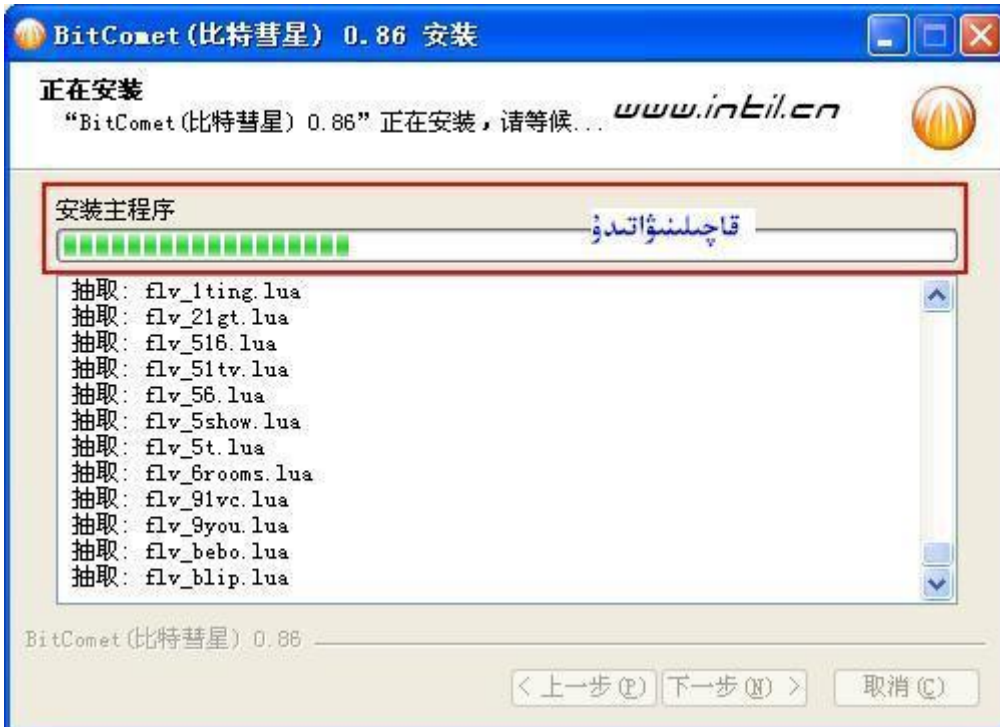 BitComet(比特彗星) 0.86 安装
正在安装
“BitComet(比特彗星) 0.86”正在安装，请等候...
www.intil.cn
安装主程序
قاچىلىنىۋاتىدۇ
抽取: flv_1ting.lua
抽取: flv_21gt.lua
抽取: flv_516.lua
抽取: flv_51tv.lua
抽取: flv_56.lua
抽取: flv_5show.lua
抽取: flv_5t.lua
抽取: flv_6rooms.lua
抽取: flv_91vc.lua
抽取: flv_9you.lua
抽取: flv_bebo.lua
抽取: flv_blip.lua
BitComet(比特彗星) 0.86
< 上一步(P) 下一步(N) > 取消(C)